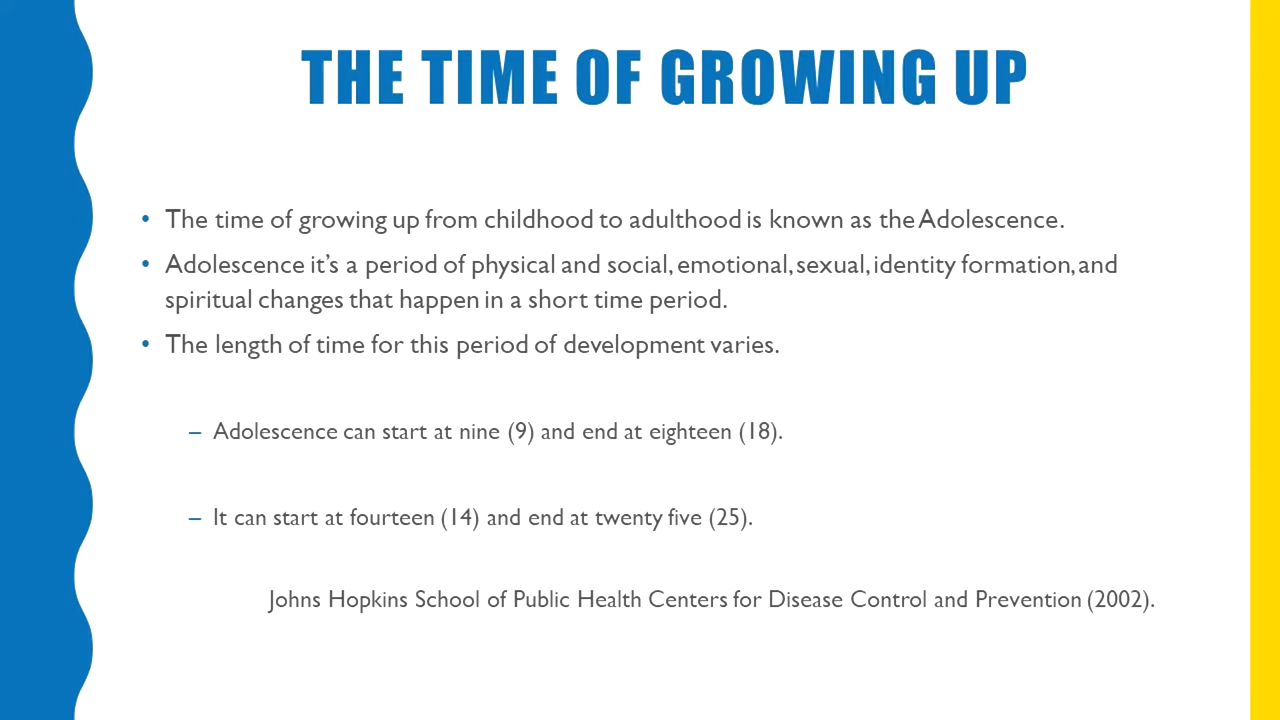 THE TIME OF GROWING UP
• The time of growing up from childhood to adulthood is known as the Adolescence.
• Adolescence it’s a period of physical and social, emotional, sexual, identity formation, and
spiritual changes that happen in a short time period.
• The length of time for this period of development varies.
– Adolescence can start at nine (9) and end at eighteen (18).
– It can start at fourteen (14) and end at twenty five (25).
Johns Hopkins School of Public Health Centers for Disease Control and Prevention (2002).